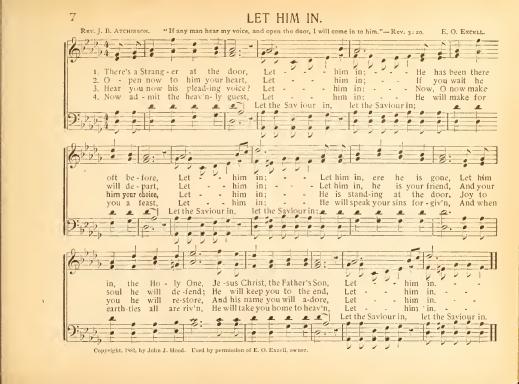 7 LET HIM IN.
REV. J. B. ATCHINSON. "If any man hear my voice, and open the door, I will come in to him."—REV. 3: 20. E. O. EXCELL.
1. There's a Strang - er at the door, Let - - - him in; He has been there
2. O - pen now to him your heart, Let - - - him in; If you wait he
3. Hear you now his plead-ing voice? Let - - - him in; Now, O now make
4. Now ad - mit the heav'n-ly guest, Let - - - him in; He will make for
Let the Saviour in, let the Saviour in;
oft be - fore, Let - - - him in; Let him in, ere he is gone, Let him
will de - part, Let - - - him in; Let him in, he is your friend, And your
him your choice, Let - - - him in; He is stand-ing at the door, Joy to
you a feast, Let - - - him in; He will speak your sins for - giv'n, And when
Let the Saviour in, let the Saviour in:
in, the Ho - ly One, Je - sus Christ, the Father's Son, Let - - - him in.
soul he will de - fend; He will keep you to the end, Let - - - him in.
you he will re - store, And his name you will a - dore, Let - - - him in.
earth-ties all are riv'n, He will take you home to heav'n, Let - - - him in.
Let the Saviour in, let the Saviour in.
Copyright, 1881, by John J. Hood. Used by permission of E. O. Excell, owner.